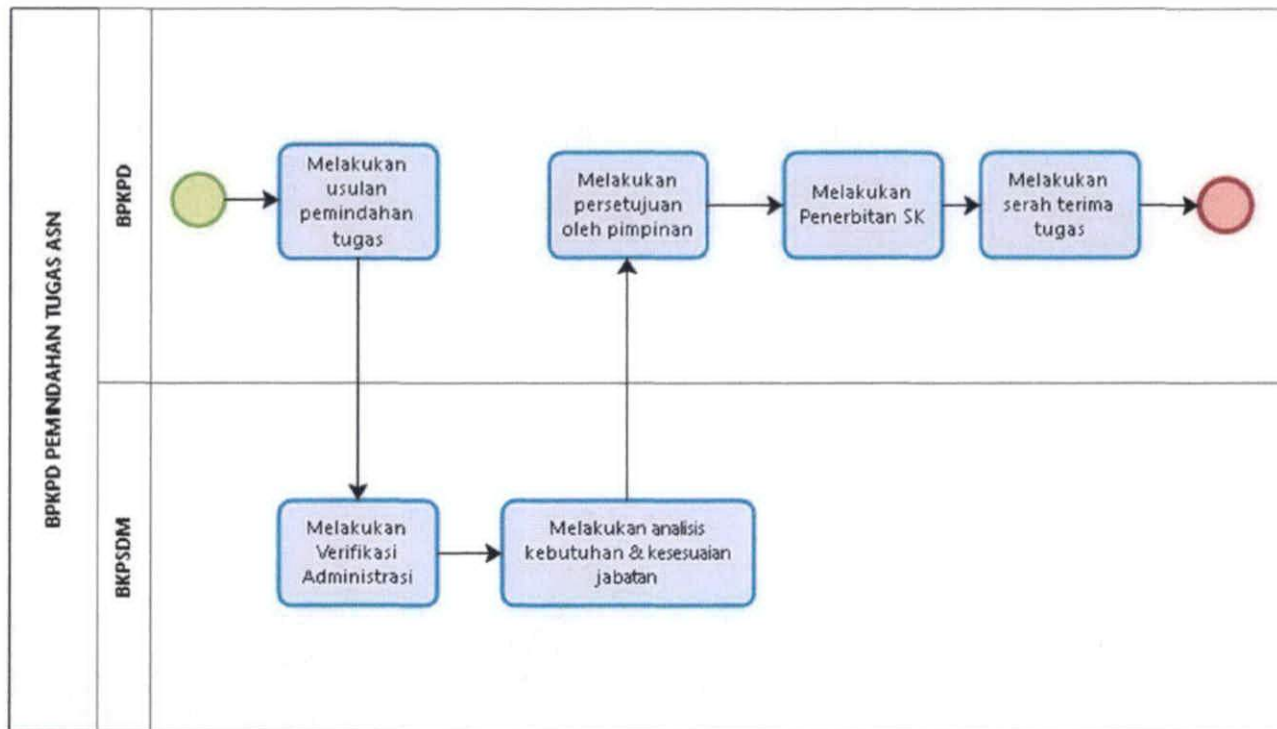 BPKPD PEMINDAHAN TUGAS ASN
BPKPD
Melakukan
usulan
pemindahan
tugas
Melakukan
persetujuan
oleh pimpinan
Melakukan
Penerbitan SK
Melakukan
serah terima
tugas
BKPSDM
Melakukan
Verifikasi
Administrasi
Melakukan analisis
kebutuhan & kesesuaian
jabatan